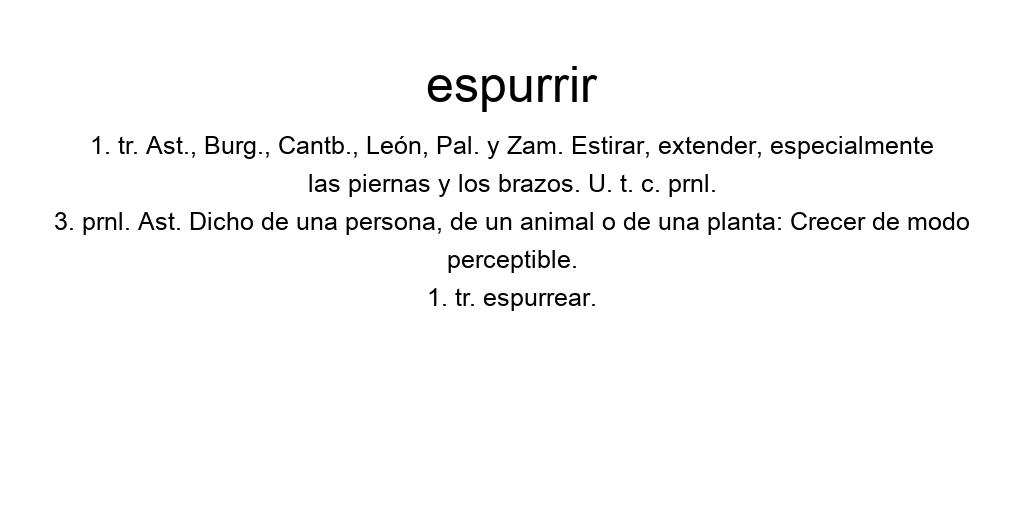 espurrir
1. tr. Ast., Burg., Cantb., León, Pal. y Zam. Estirar, extender, especialmente
las piernas y los brazos. U. t. c. prnl.
3. prnl. Ast. Dicho de una persona, de un animal o de una planta: Crecer de modo
perceptible.
1. tr. espurrear.